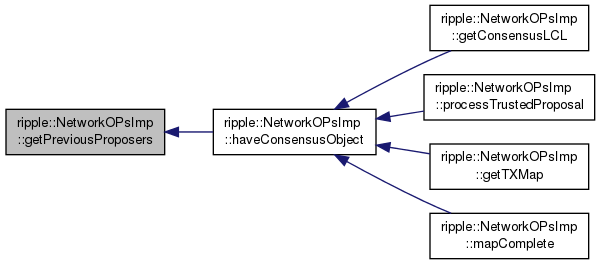 ripple::NetworkOPsImp
::getPreviousProposers
ripple::NetworkOPsImp
::haveConsensusObject
ripple::NetworkOPsImp
::getConsensusLCL
ripple::NetworkOPsImp
::processTrustedProposal
ripple::NetworkOPsImp
::getTXMap
ripple::NetworkOPsImp
::mapComplete